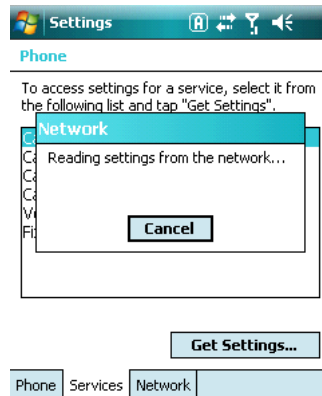 Settings
Phone
To access settings for a service, select it from
the following list and tap "Get Settings".
Network
Reading settings from the network...
Cancel
Get Settings...
Phone Services Network